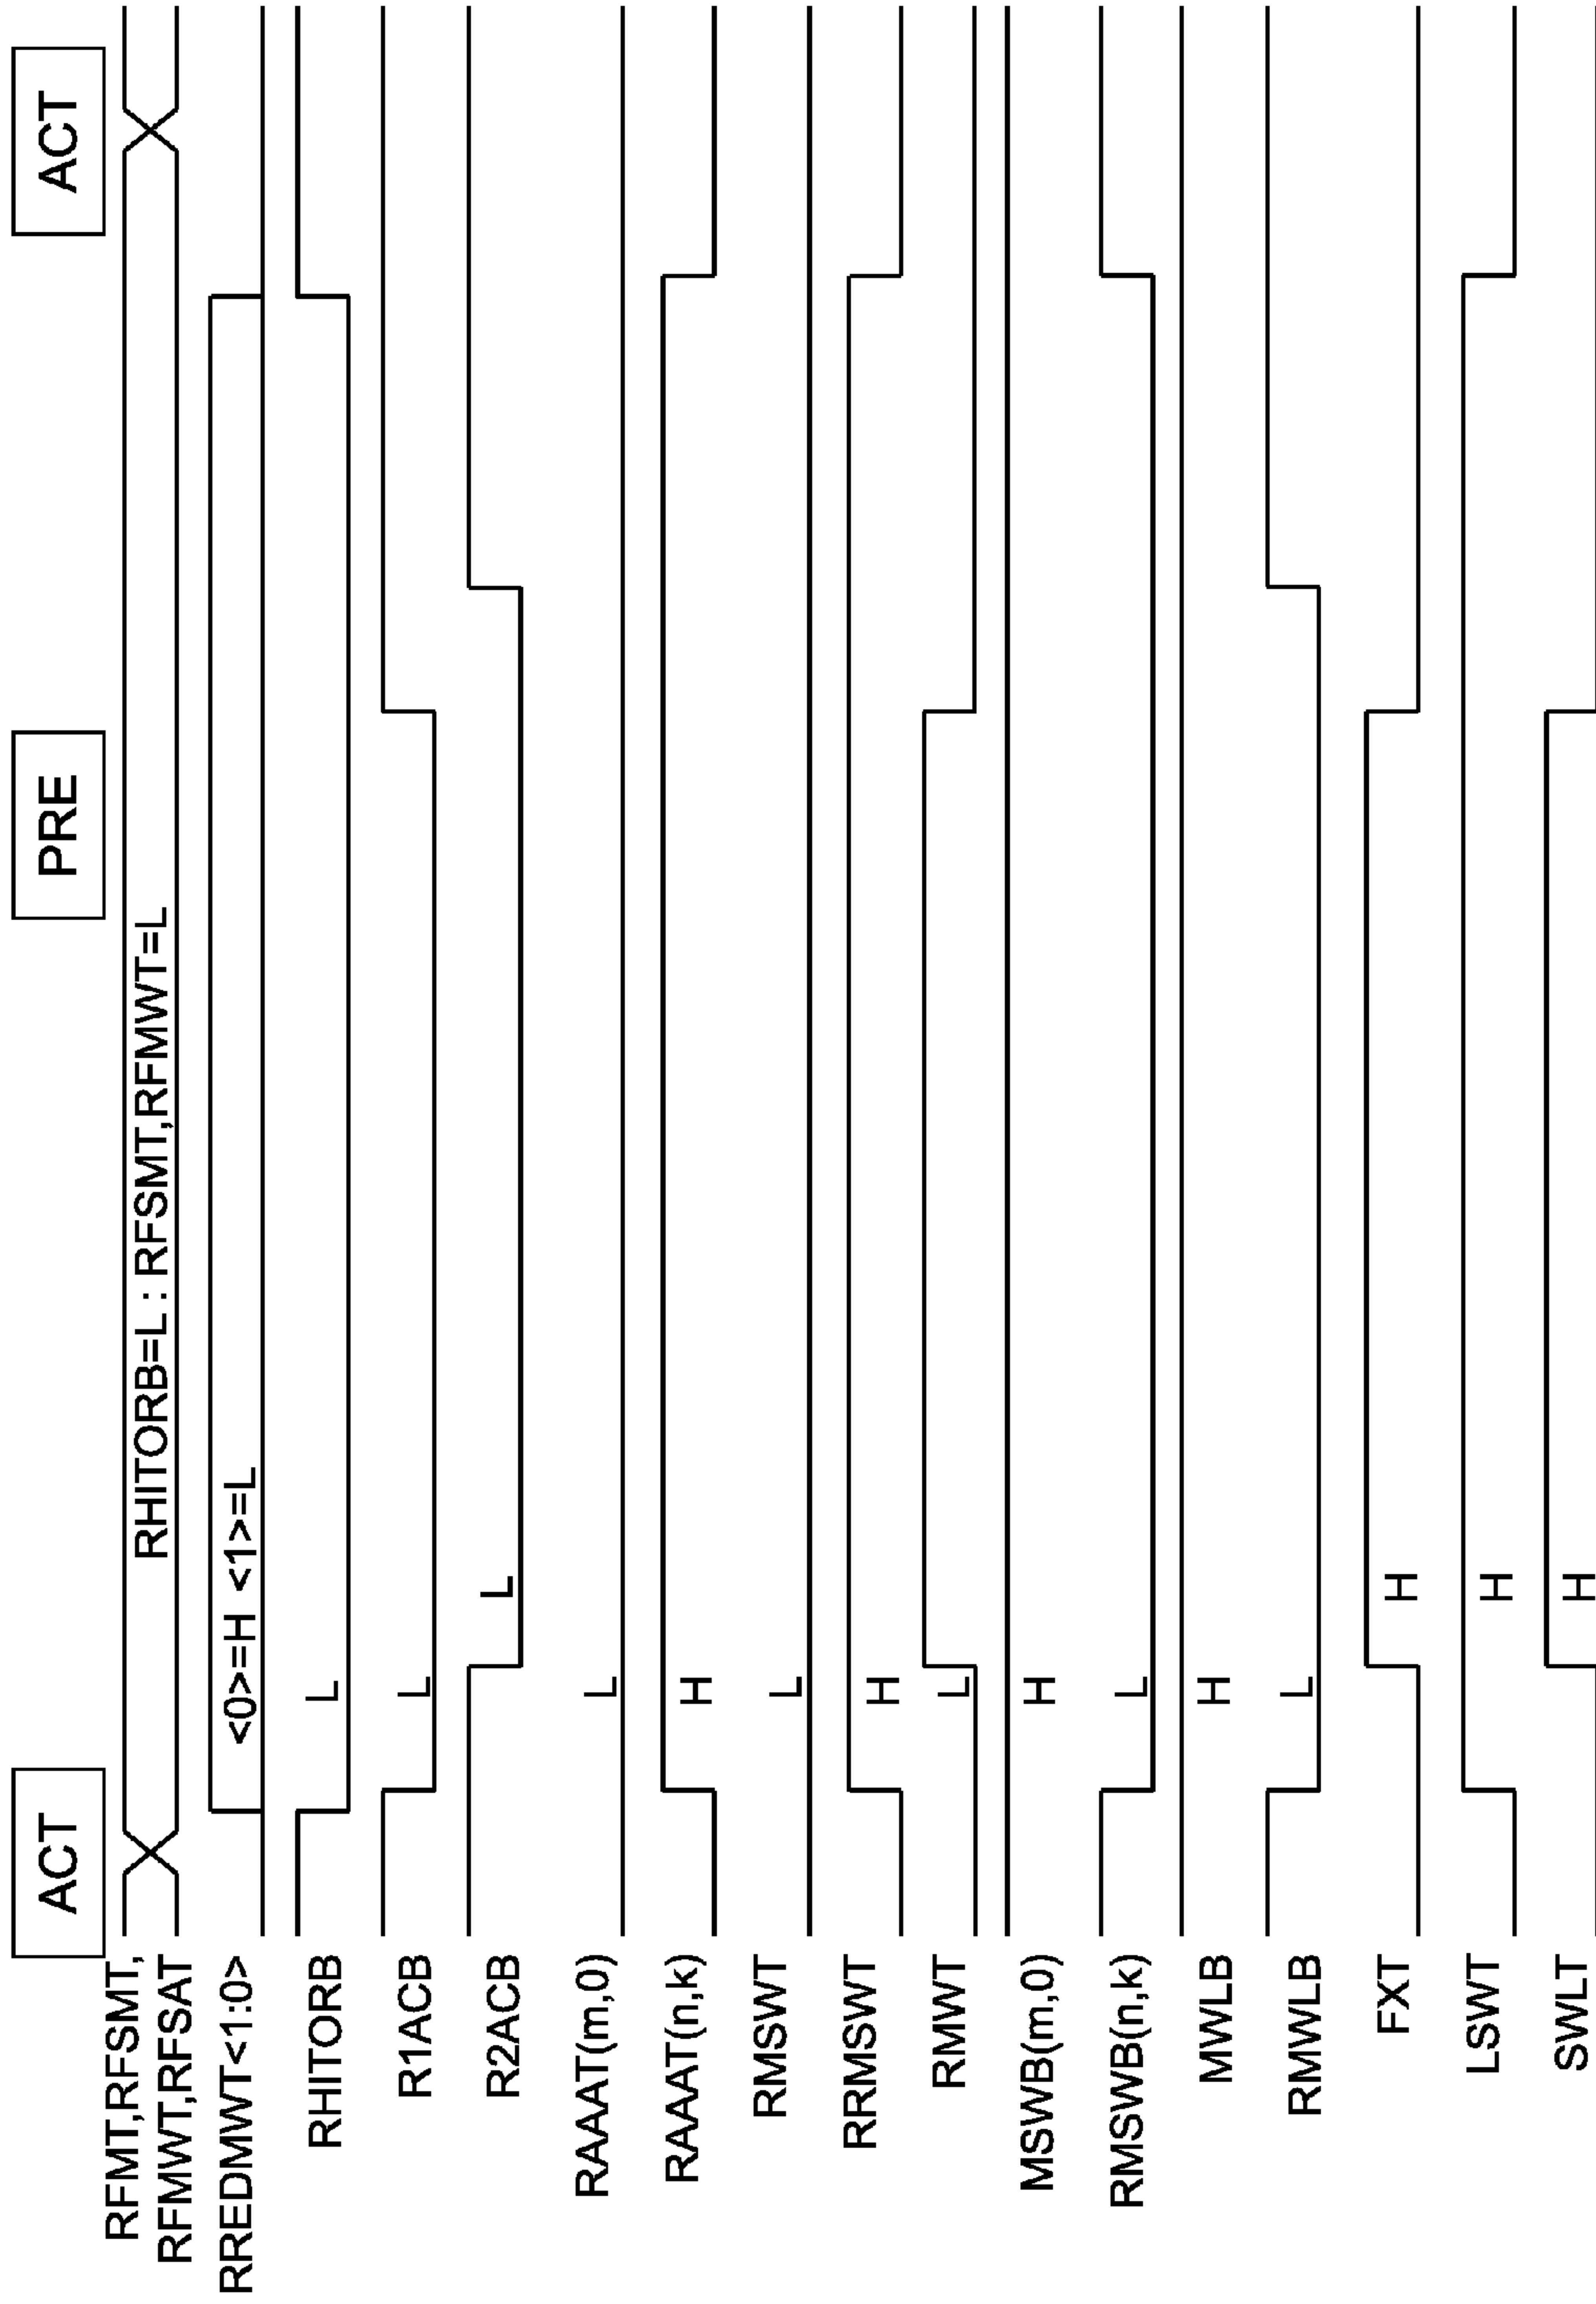 ACT
PRE
ACT
RFMT,RFSMT,
RFMWT,RFSAT
RHITORB=L : RFSMT,RFMWT=L
RREDMWT<1:0>
<0>=H <1>=L
RHITORB
L
R1ACB
L
R2ACB
L
RAAAT(m,0)
L
RAAAT(n,k)
H
RMSWT
L
RRMSWT
H
RMWT
L
MSWB(m,0)
H
RMSWB(n,k)
L
MWLB
H
RMWLB
L
FXT
H
LSWT
H
SWLT
H